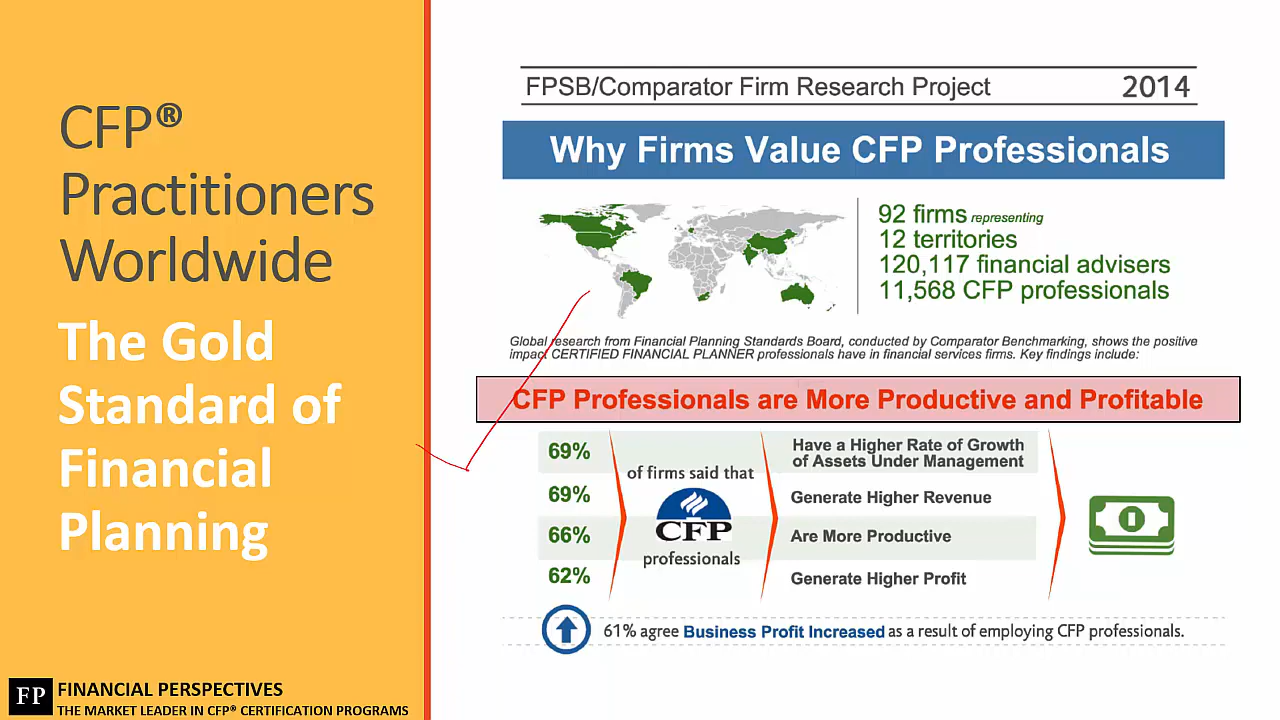 CFP®
Practitioners
Worldwide
The Gold
Standard of
Financial
Planning
FP
FINANCIAL PERSPECTIVES
THE MARKET LEADER IN CFP® CERTIFICATION PROGRAMS
FPSB/Comparator Firm Research Project 2014
Why Firms Value CFP Professionals
92 firms representing
12 territories
120,117 financial advisers
11,568 CFP professionals
Global research from Financial Planning Standards Board, conducted by Comparator Benchmarking, shows the positive
impact CERTIFIED FINANCIAL PLANNER professionals have in financial services firms. Key findings include:
CFP Professionals are More Productive and Profitable
69%
69%
66%
62%
of firms said that
CFP
professionals
Have a Higher Rate of Growth
of Assets Under Management
Generate Higher Revenue
Are More Productive
Generate Higher Profit
61% agree Business Profit Increased as a result of employing CFP professionals.